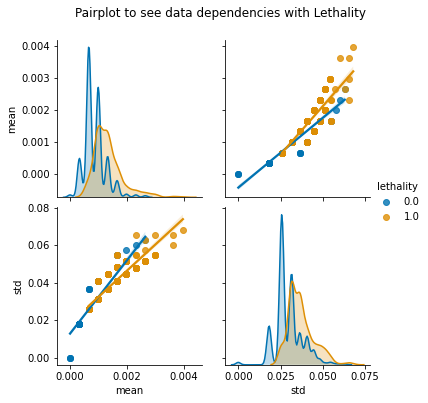 Pairplot to see data dependencies with Lethality
0.004
0.003
0.002
0.001
0.000
mean
lethality
0.0
1.0
0.08
0.06
0.04
0.02
0.00
std
0.000 0.002 0.004
mean
0.000 0.025 0.050 0.075
std